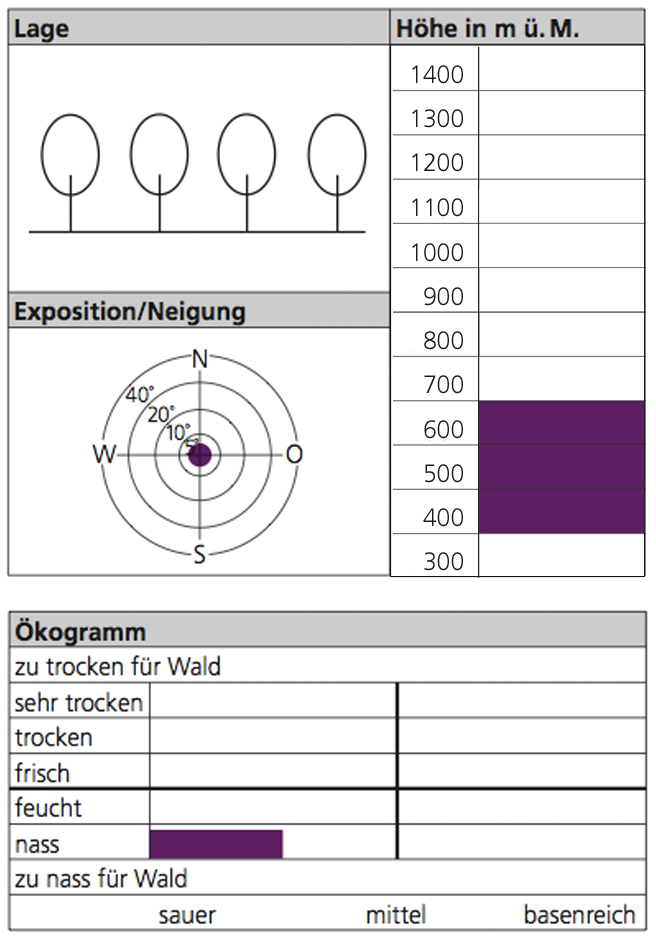 Lage
Höhe in m ü. M.
1400
1300
1200
1100
1000
900
800
700
600
500
400
300
Exposition/Neigung
N
40°
20°
10°
5°
W
O
S
Ökogramm
zu trocken für Wald
sehr trocken
trocken
frisch
feucht
nass
zu nass für Wald
sauer mittel basenreich